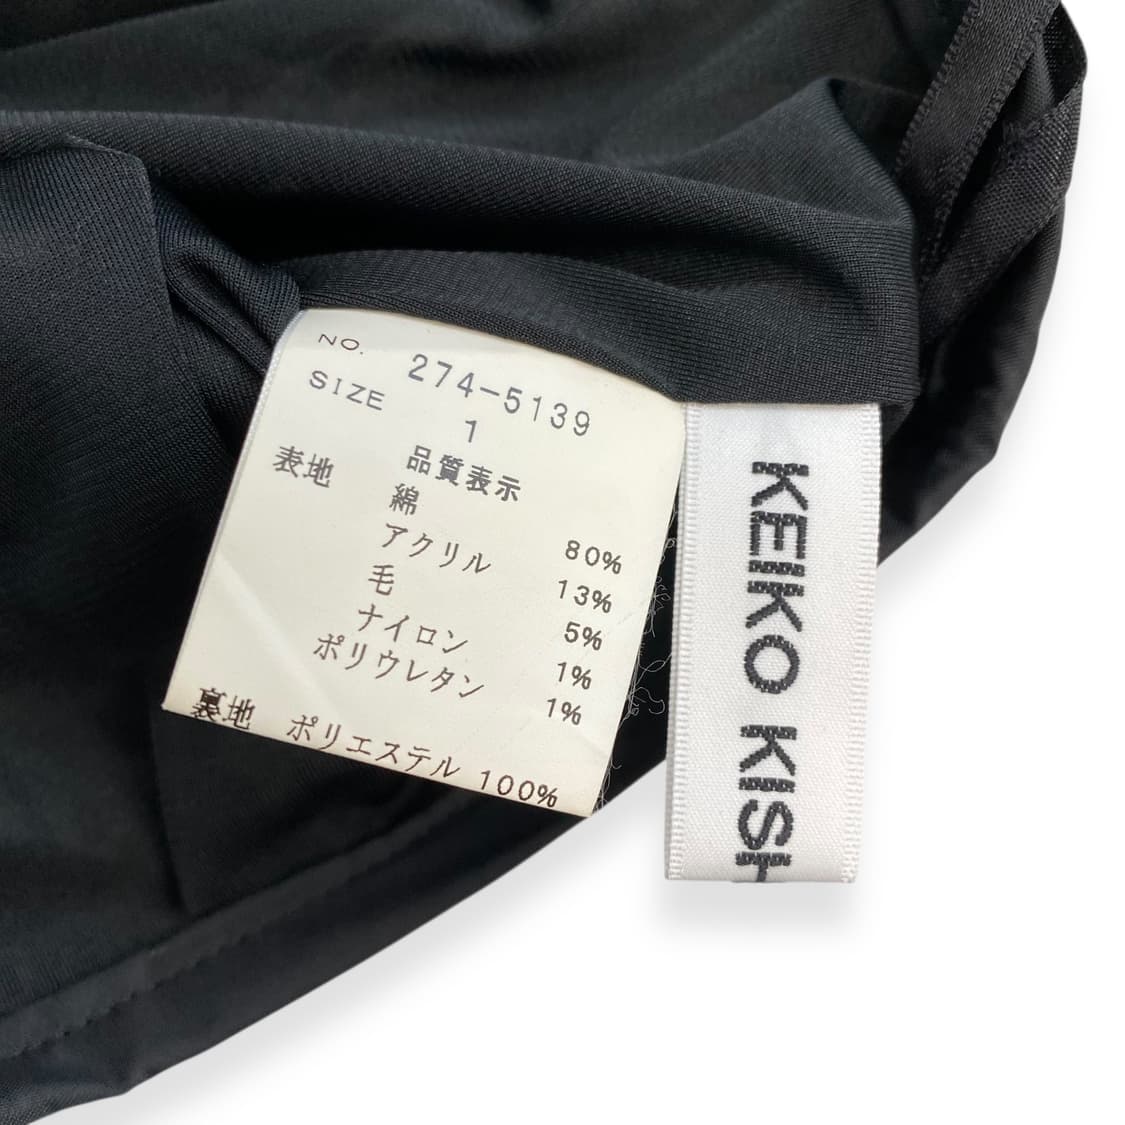 NO. 274-5139
SIZE 1
品質表示
表地 綿 80%
アクリル 13%
毛 5%
ナイロン 1%
ポリウレタン 1%
裏地 ポリエステル 100%
KEIKO KISH